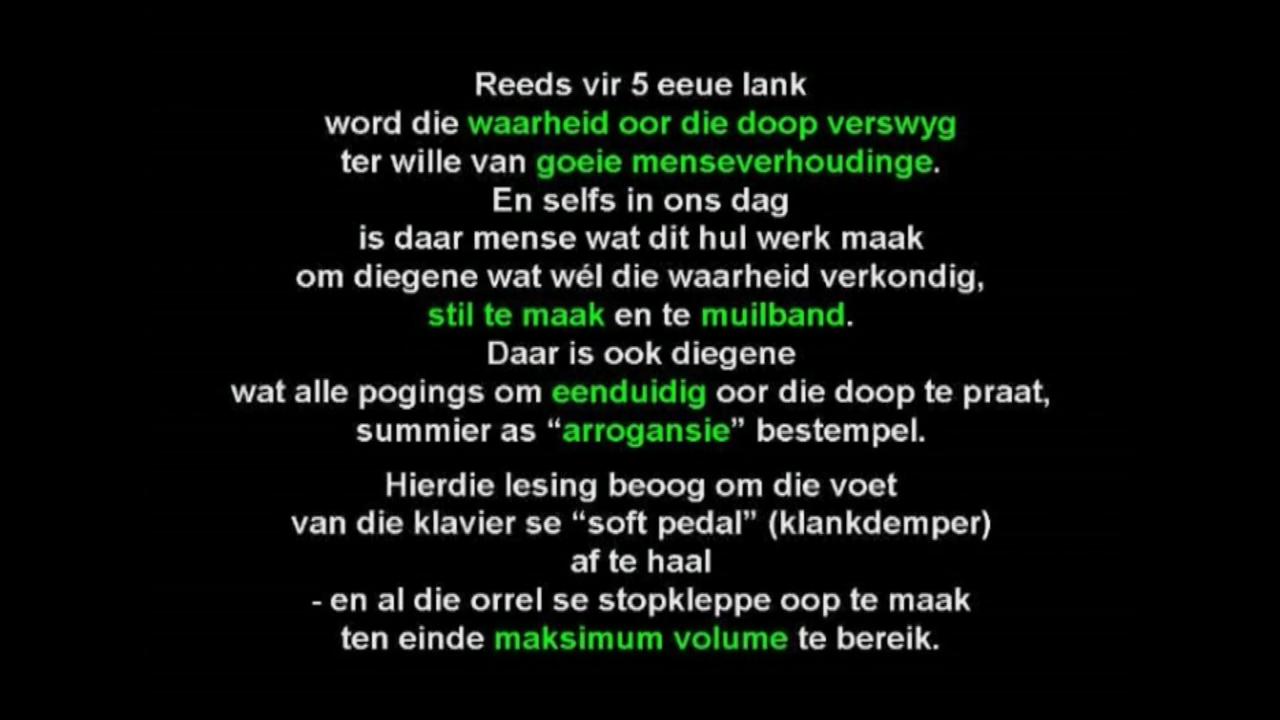 Reeds vir 5 eeue lank
word die waarheid oor die doop verswyg
ter wille van goeie menseverhoudinge.
En selfs in ons dag
is daar mense wat dit hul werk maak
om diegene wat wél die waarheid verkondig,
stil te maak en te muilband.
Daar is ook diegene
wat alle pogings om eenduidig oor die doop te praat,
summier as “arrogansie” bestempel.
Hierdie lesing beoog om die voet
van die klavier se “soft pedal” (klankdemper)
af te haal
- en al die orrel se stopkleppe oop te maak
ten einde maksimum volume te bereik.